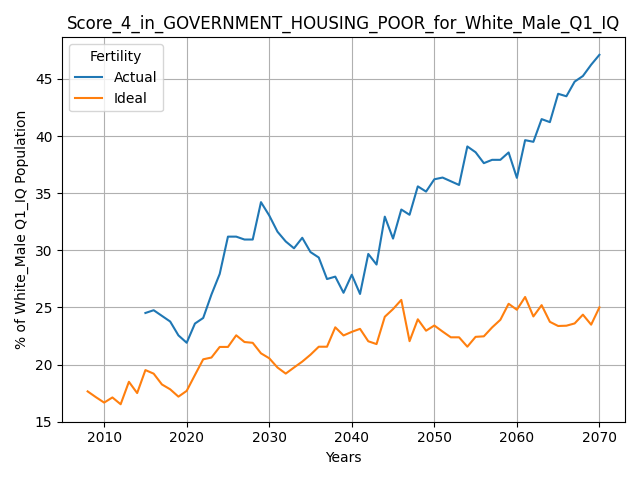 Score_4_in_GOVERNMENT_HOUSING_POOR_for_White_Male_Q1_IQ
Fertility
Actual
Ideal
% of White_Male Q1_IQ Population
45
40
35
30
25
20
15
2010
2020
2030
2040
2050
2060
2070
Years